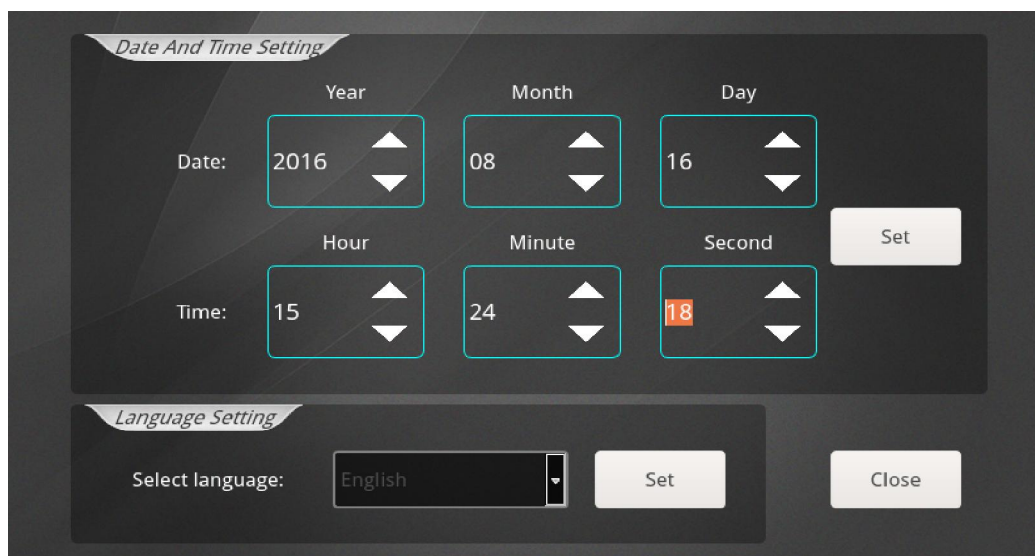 Date And Time Setting
Year Month Day
Date: 2016 08 16
Set
Hour Minute Second
Time: 15 24 18
Language Setting
Select language: English Set Close